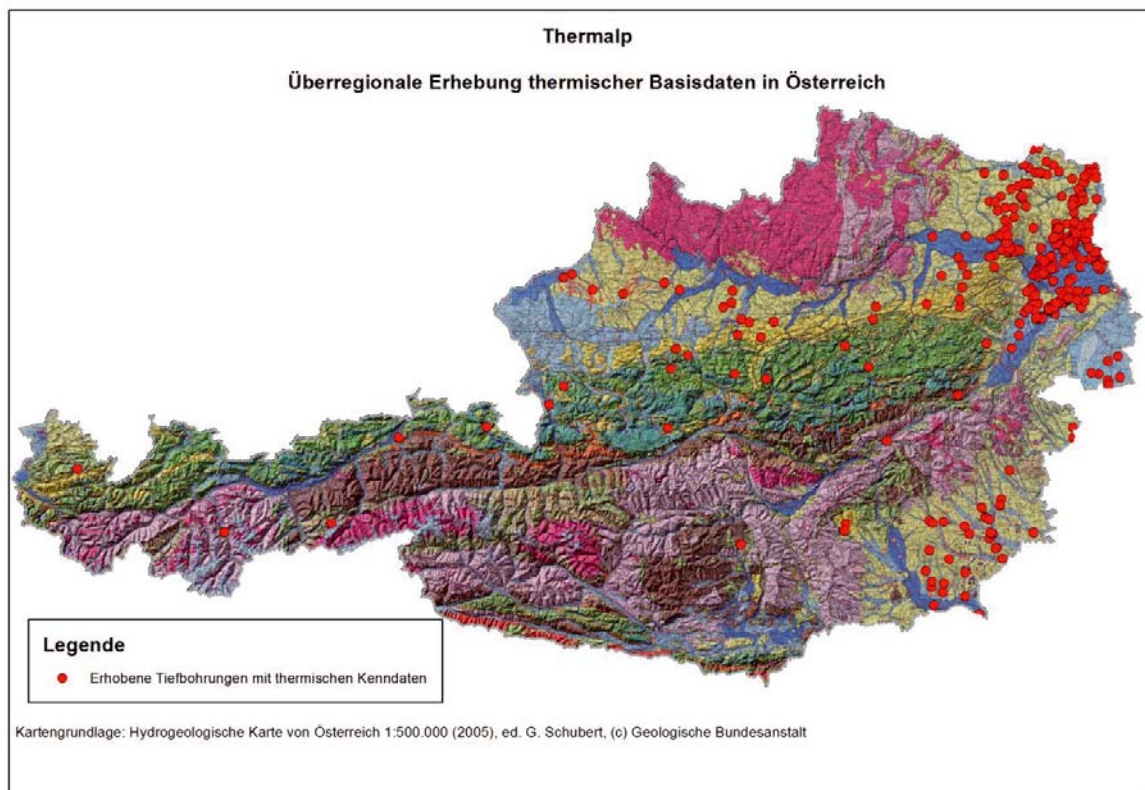 Thermalp
Überregionale Erhebung thermischer Basisdaten in Österreich
Legende
Erhobene Tiefbohrungen mit thermischen Kenndaten
Kartengrundlage: Hydrogeologische Karte von Österreich 1:500.000 (2005), ed. G. Schubert, (c) Geologische Bundesanstalt